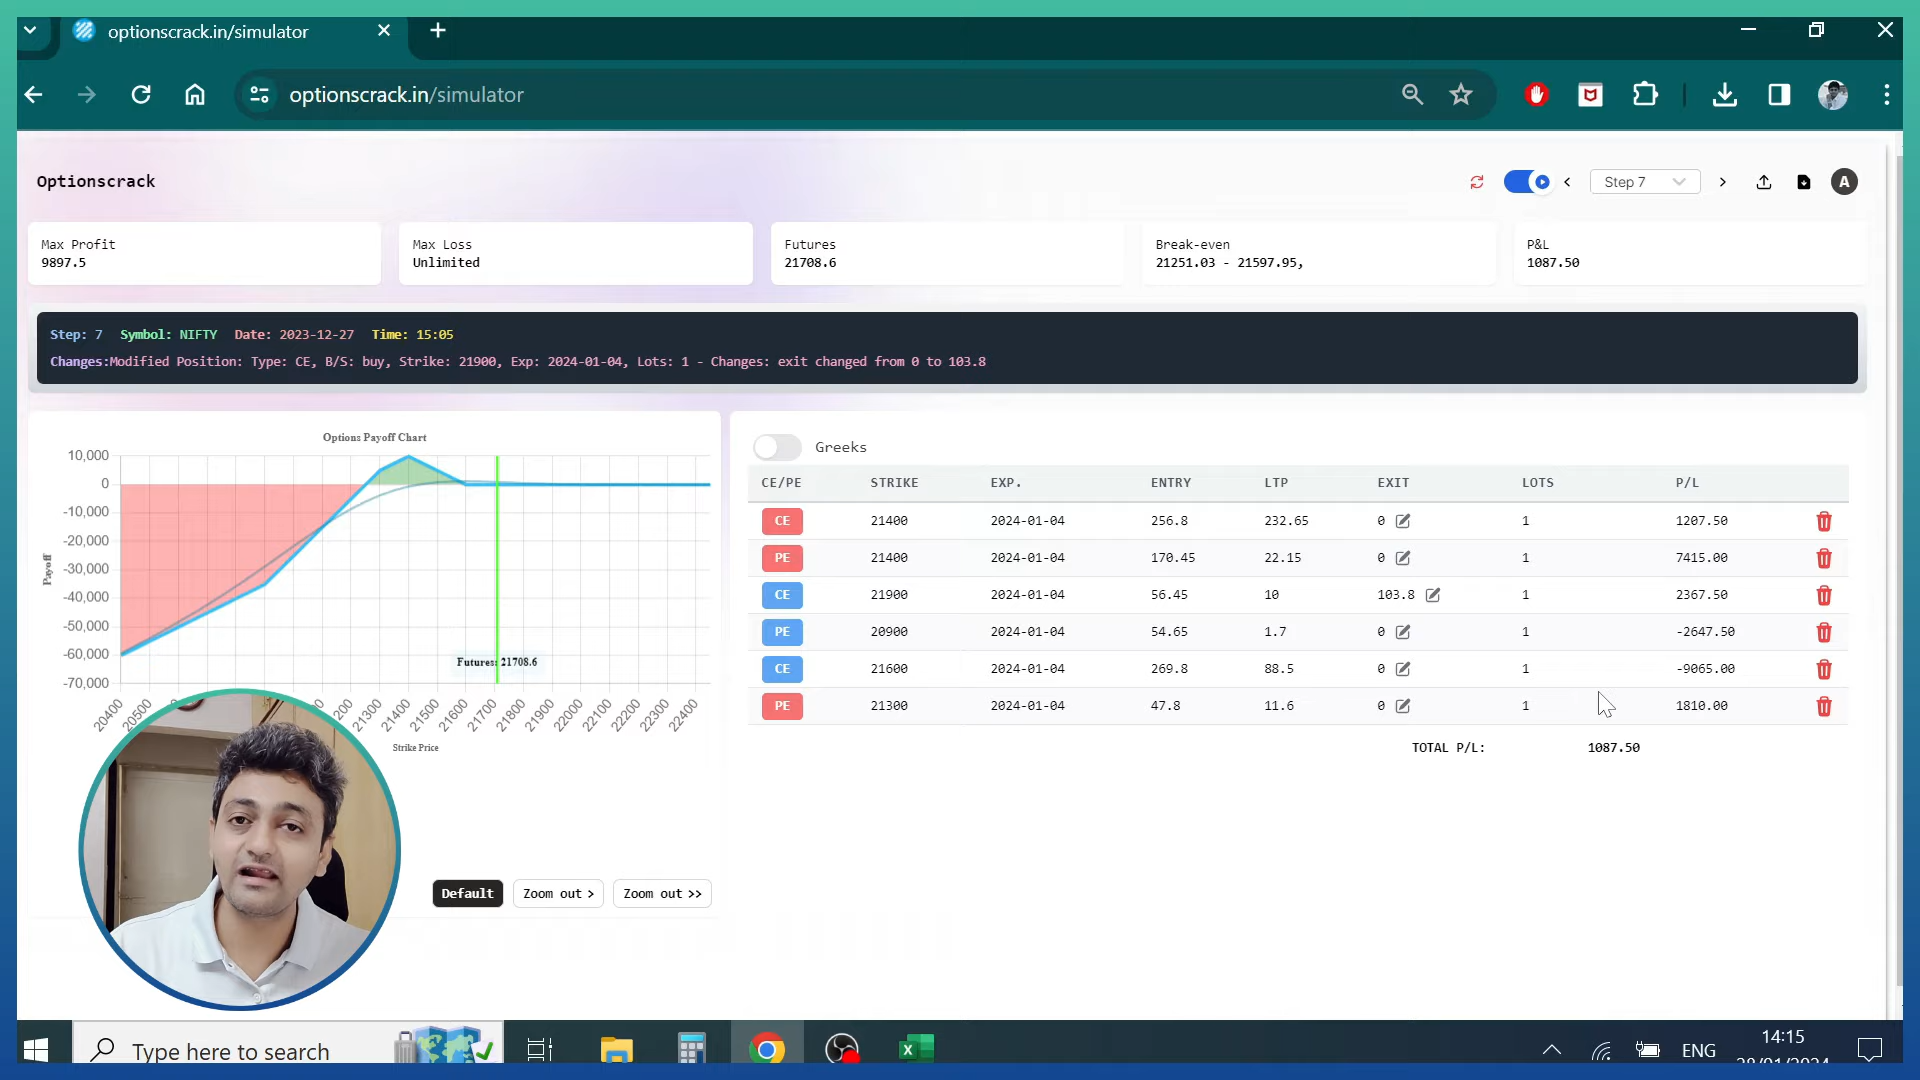 optionscrack.in/simulator
optionscrack.in/simulator
Optionscrack
Step 7
A
Max Profit
9897.5
Max Loss
Unlimited
Futures
21708.6
Break-even
21251.03 - 21597.95,
P&L
1087.50
Step: 7 Symbol: NIFTY Date: 2023-12-27 Time: 15:05
Changes:Modified Position: Type: CE, B/S: buy, Strike: 21900, Exp: 2024-01-04, Lots: 1 - Changes: exit changed from 0 to 103.8
Options Payoff Chart
10,000
0
-10,000
-20,000
-30,000
-40,000
-50,000
-60,000
-70,000
Payoff
Futures: 21708.6
20400 20500 200 21300 21400 21500 21600 21700 21800 21900 22000 22100 22200 22300 22400
Strike Price
Default Zoom out > Zoom out >>
Greeks
CE/PE STRIKE EXP. ENTRY LTP EXIT LOTS P/L
CE 21400 2024-01-04 256.8 232.65 0 1 1207.50
PE 21400 2024-01-04 170.45 22.15 0 1 7415.00
CE 21900 2024-01-04 56.45 10 103.8 1 2367.50
PE 20900 2024-01-04 54.65 1.7 0 1 -2647.50
CE 21600 2024-01-04 269.8 88.5 0 1 -9065.00
PE 21300 2024-01-04 47.8 11.6 0 1 1810.00
TOTAL P/L: 1087.50
Type here to search
ENG
14:15
28/01/2024